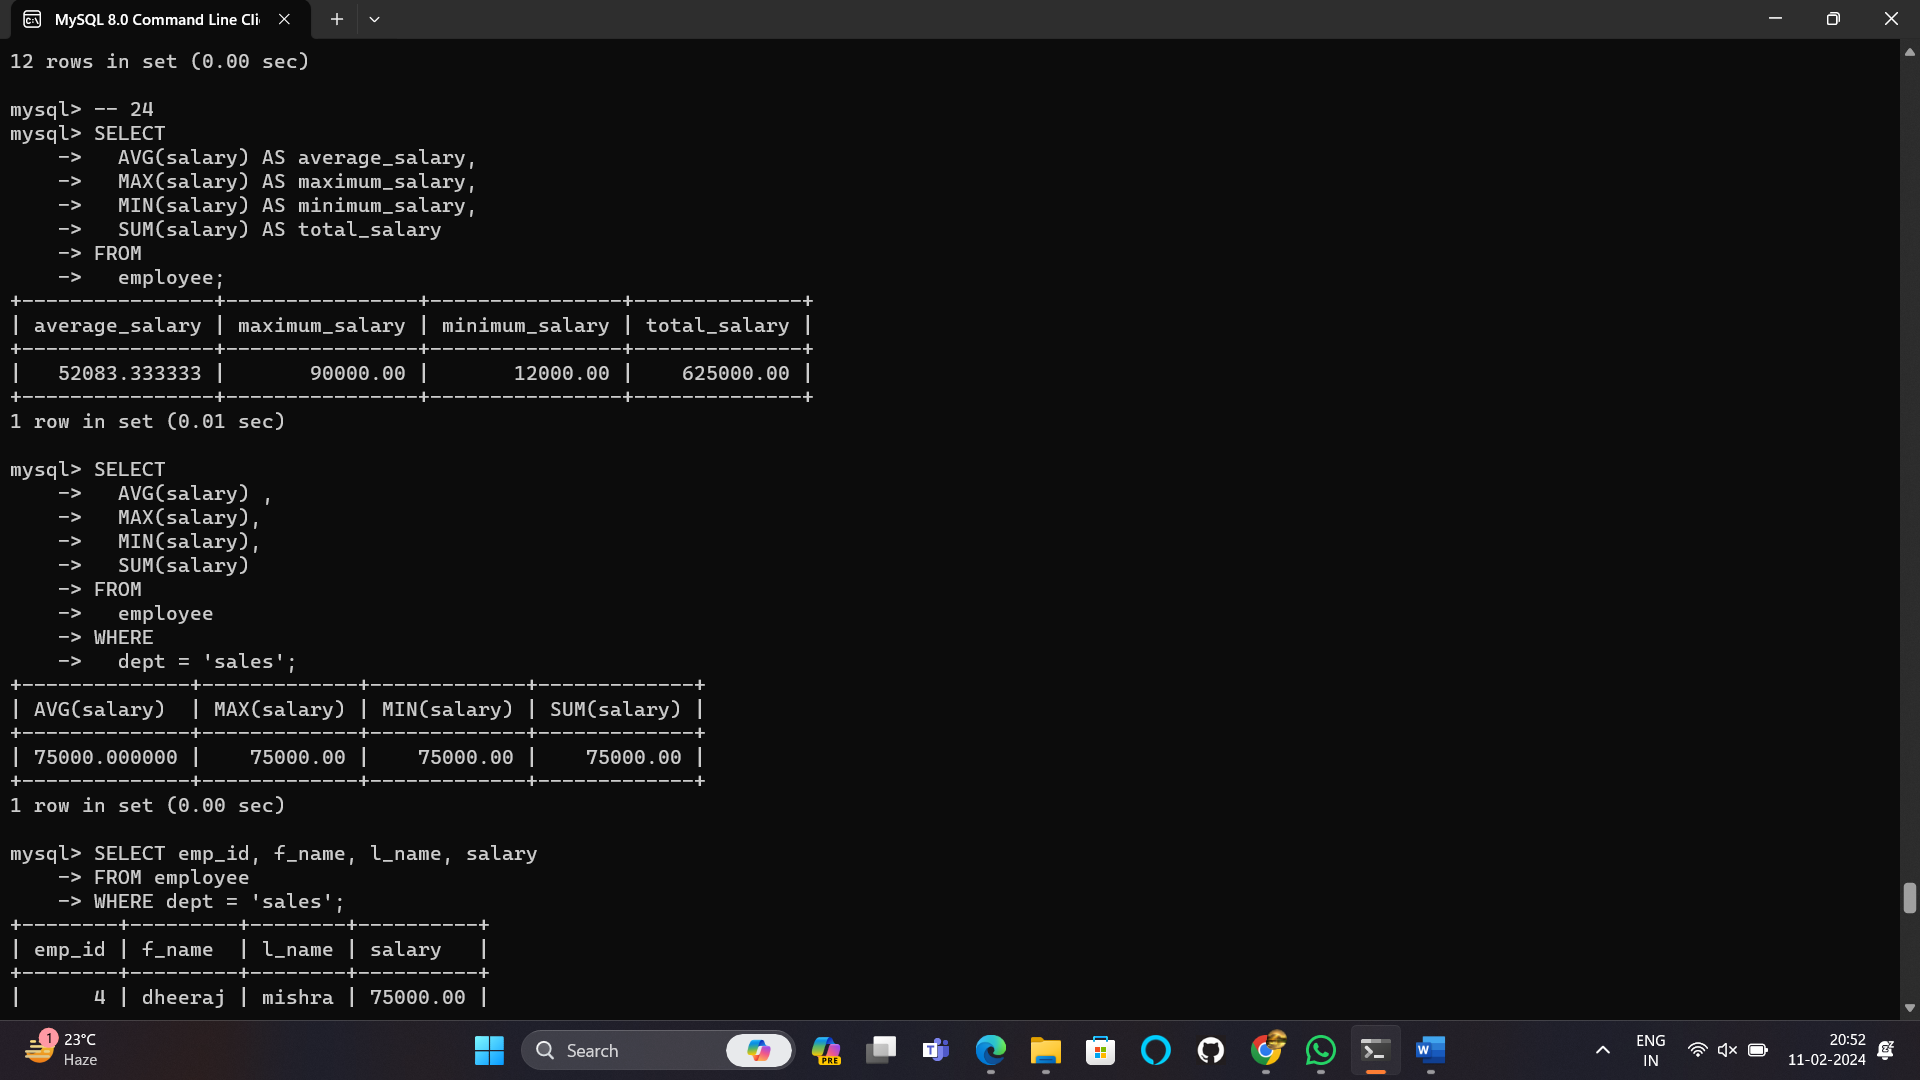 MySQL 8.0 Command Line Cli
12 rows in set (0.00 sec)
mysql> -- 24
mysql> SELECT
    ->   AVG(salary) AS average_salary,
    ->   MAX(salary) AS maximum_salary,
    ->   MIN(salary) AS minimum_salary,
    ->   SUM(salary) AS total_salary
    -> FROM
    ->   employee;
+----------------+----------------+----------------+--------------+
| average_salary | maximum_salary | minimum_salary | total_salary |
+----------------+----------------+----------------+--------------+
|   52083.333333 |       90000.00 |       12000.00 |    625000.00 |
+----------------+----------------+----------------+--------------+
1 row in set (0.01 sec)
mysql> SELECT
    ->   AVG(salary) ,
    ->   MAX(salary),
    ->   MIN(salary),
    ->   SUM(salary)
    -> FROM
    ->   employee
    -> WHERE
    ->   dept = 'sales';
+--------------+-------------+-------------+-------------+
| AVG(salary)  | MAX(salary) | MIN(salary) | SUM(salary) |
+--------------+-------------+-------------+-------------+
| 75000.000000 |    75000.00 |    75000.00 |    75000.00 |
+--------------+-------------+-------------+-------------+
1 row in set (0.00 sec)
mysql> SELECT emp_id, f_name, l_name, salary
    -> FROM employee
    -> WHERE dept = 'sales';
+--------+---------+--------+----------+
| emp_id | f_name  | l_name | salary   |
+--------+---------+--------+----------+
|      4 | dheeraj | mishra | 75000.00 |
1
23°C
Haze
Search
PRE
ENG
IN
20:52
11-02-2024